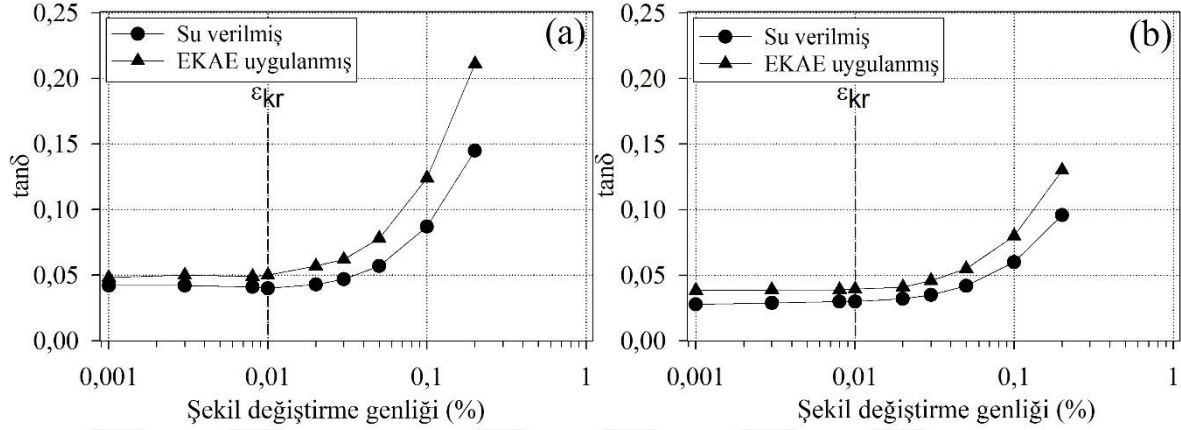 (a)
Su verilmiş
EKAE uygulanmış
εkr
0,25
0,20
0,15
0,10
0,05
0,00
tanδ
0,001 0,01 0,1 1
Şekil değiştirme genliği (%)
(b)
Su verilmiş
EKAE uygulanmış
εkr
0,25
0,20
0,15
0,10
0,05
0,00
tanδ
0,001 0,01 0,1 1
Şekil değiştirme genliği (%)